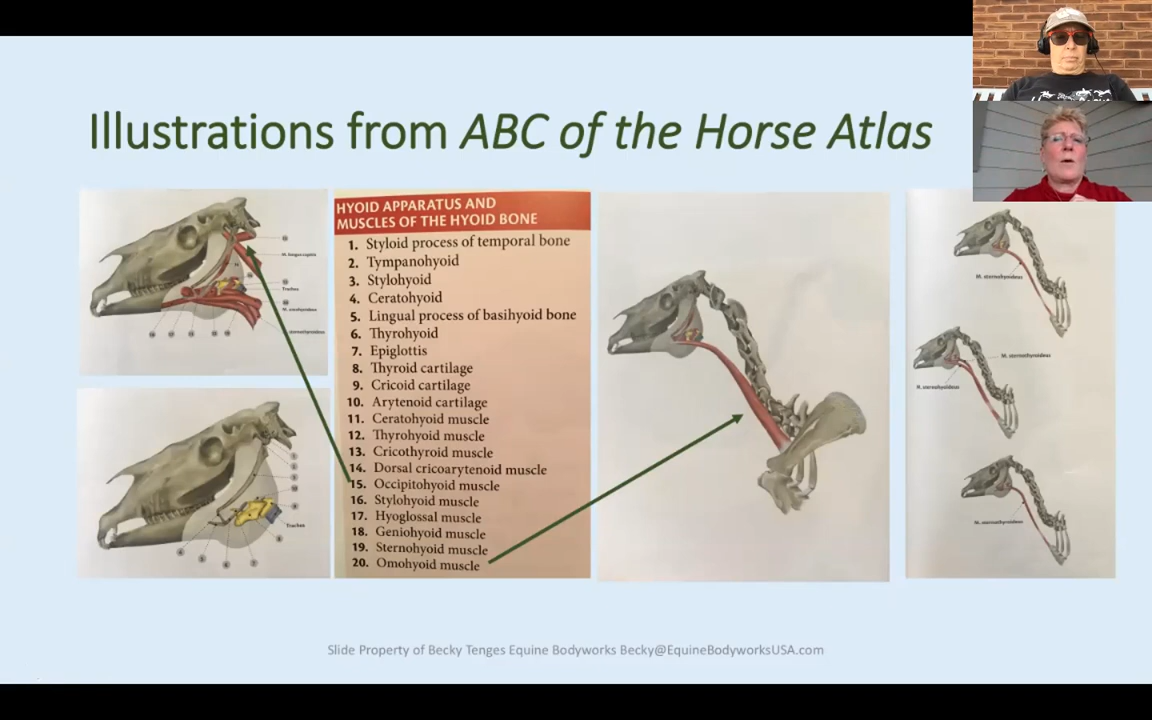 Illustrations from ABC of the Horse Atlas
HYOID APPARATUS AND
MUSCLES OF THE HYOID BONE
1. Styloid process of temporal bone
2. Tympanohyoid
3. Stylohyoid
4. Ceratohyoid
5. Lingual process of basihyoid bone
6. Thyrohyoid
7. Epiglottis
8. Thyroid cartilage
9. Cricoid cartilage
10. Arytenoid cartilage
11. Ceratohyoid muscle
12. Thyrohyoid muscle
13. Cricothyroid muscle
14. Dorsal cricoarytenoid muscle
15. Occipitohyoid muscle
16. Stylohyoid muscle
17. Hyoglossal muscle
18. Geniohyoid muscle
19. Sternohyoid muscle
20. Omohyoid muscle
Trachea
Trachea
Slide Property of Becky Tenges Equine Bodyworks Becky@EquineBodyworksUSA.com